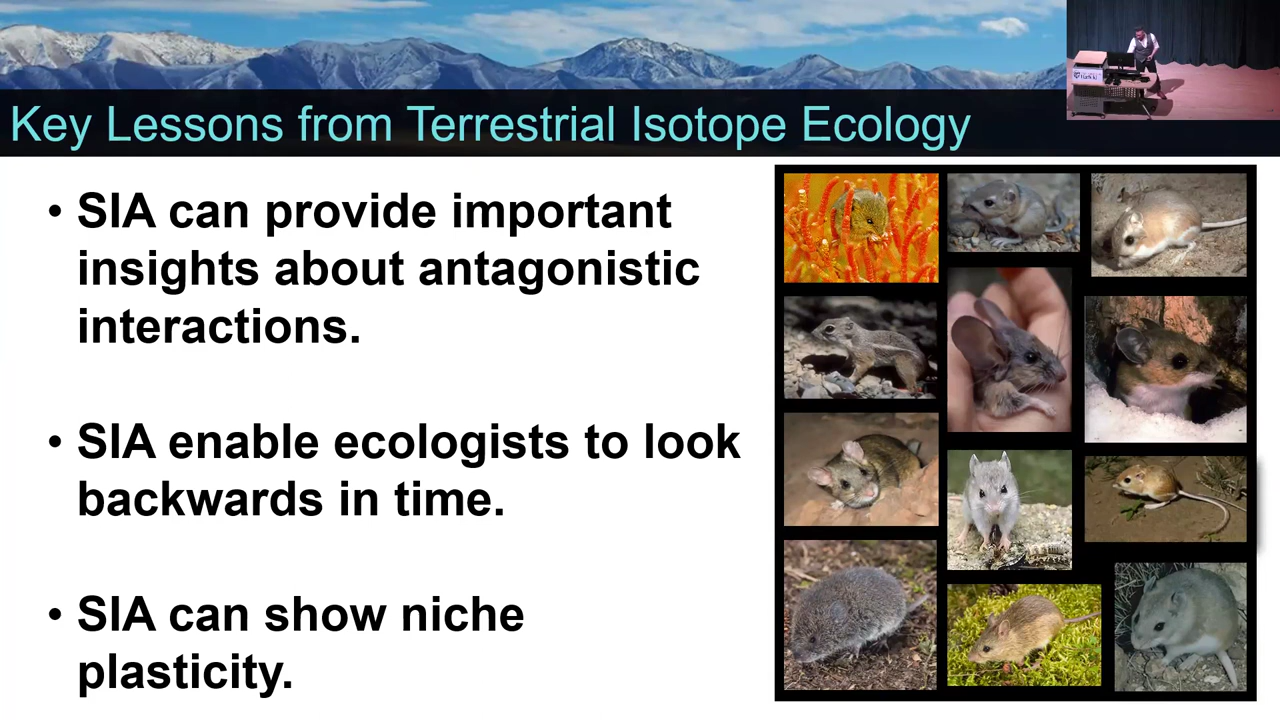 Key Lessons from Terrestrial Isotope Ecology
• SIA can provide important
insights about antagonistic
interactions.
• SIA enable ecologists to look
backwards in time.
• SIA can show niche
plasticity.